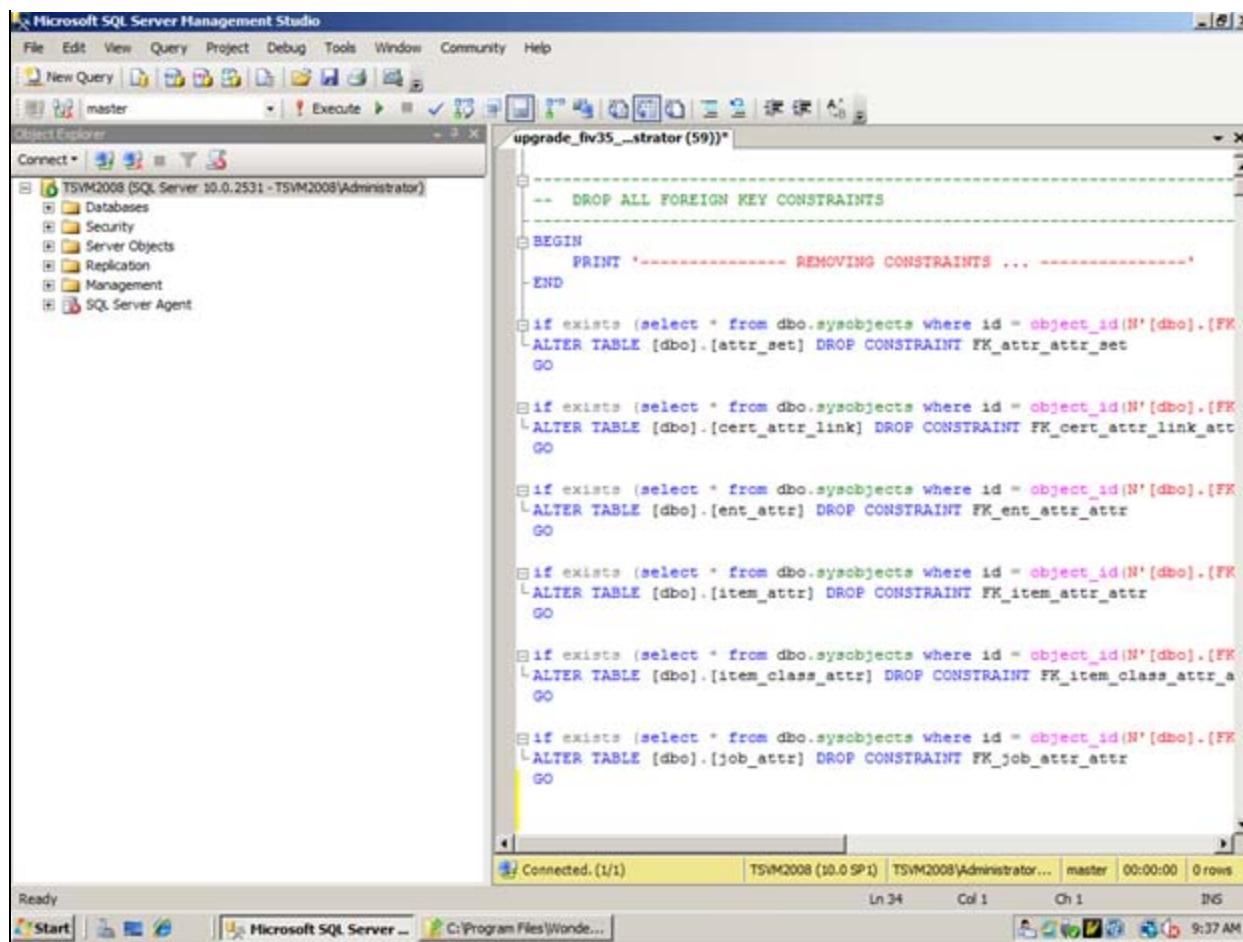 Microsoft SQL Server Management Studio
File Edit View Query Project Debug Tools Window Community Help
New Query
master Execute
Object Explorer
upgrade_fiv35_...strator (59))*
Connect
TSVM2008 (SQL Server 10.0.2531 - TSVM2008\Administrator)
Databases
Security
Server Objects
Replication
Management
SQL Server Agent
--------------------------------------------------------------------
-- DROP ALL FOREIGN KEY CONSTRAINTS
--------------------------------------------------------------------
BEGIN
PRINT '--------------- REMOVING CONSTRAINTS ... ---------------'
END
if exists (select * from dbo.sysobjects where id = object_id(N'[dbo].[FK
ALTER TABLE [dbo].[attr_set] DROP CONSTRAINT FK_attr_attr_set
GO
if exists (select * from dbo.sysobjects where id = object_id(N'[dbo].[FK
ALTER TABLE [dbo].[cert_attr_link] DROP CONSTRAINT FK_cert_attr_link_att
GO
if exists (select * from dbo.sysobjects where id = object_id(N'[dbo].[FK
ALTER TABLE [dbo].[ent_attr] DROP CONSTRAINT FK_ent_attr_attr
GO
if exists (select * from dbo.sysobjects where id = object_id(N'[dbo].[FK
ALTER TABLE [dbo].[item_attr] DROP CONSTRAINT FK_item_attr_attr
GO
if exists (select * from dbo.sysobjects where id = object_id(N'[dbo].[FK
ALTER TABLE [dbo].[item_class_attr] DROP CONSTRAINT FK_item_class_attr_a
GO
if exists (select * from dbo.sysobjects where id = object_id(N'[dbo].[FK
ALTER TABLE [dbo].[job_attr] DROP CONSTRAINT FK_job_attr_attr
GO
Connected. (1/1) TSVM2008 (10.0 SP1) TSVM2008\Administrator... master 00:00:00 0 rows
Ready Ln 34 Col 1 Ch 1 INS
Start Microsoft SQL Server ... C:\Program Files\Wonde... 9:37 AM